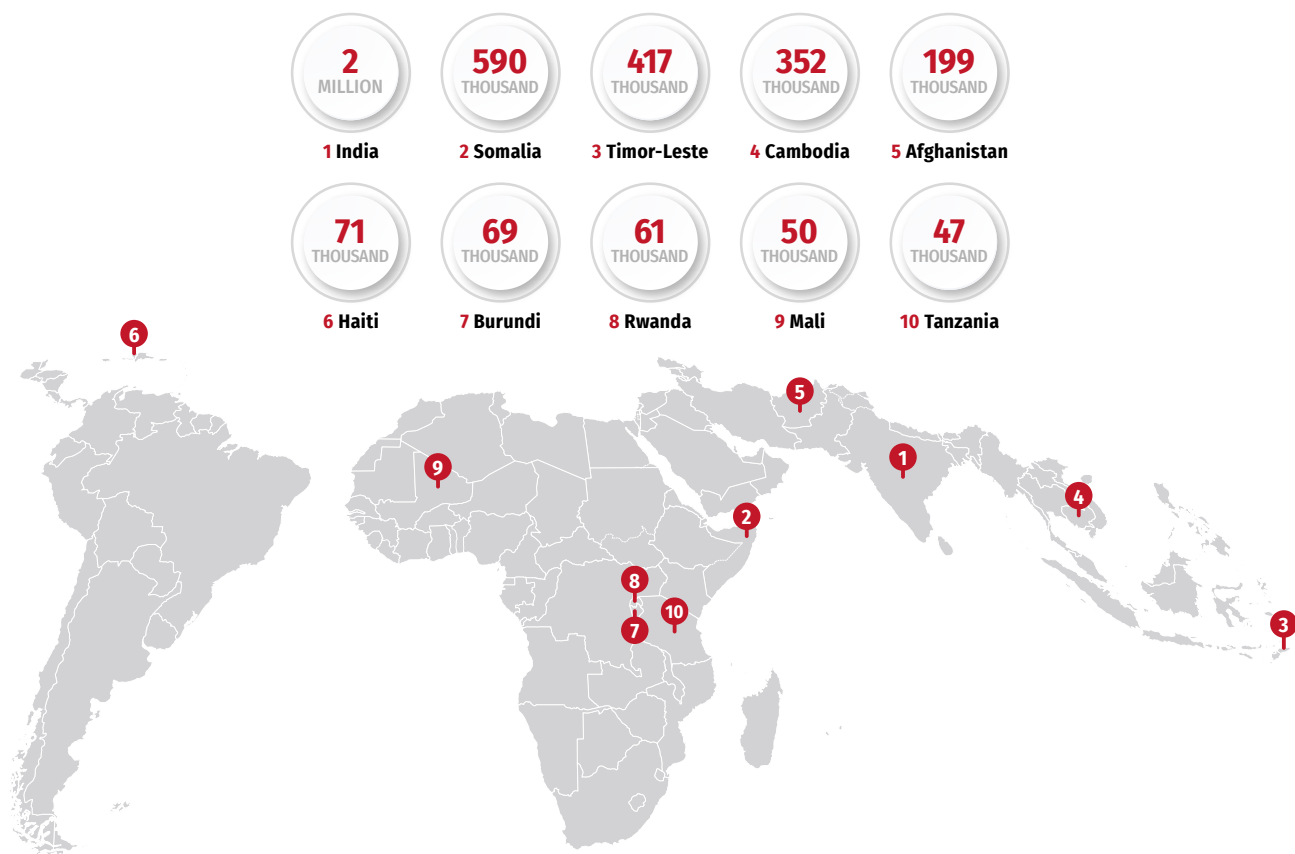 2
MILLION
590
THOUSAND
417
THOUSAND
352
THOUSAND
199
THOUSAND
1 India
2 Somalia
3 Timor-Leste
4 Cambodia
5 Afghanistan
71
THOUSAND
69
THOUSAND
61
THOUSAND
50
THOUSAND
47
THOUSAND
6 Haiti
7 Burundi
8 Rwanda
9 Mali
10 Tanzania
6
5
1
9
4
2
8
10
3
7